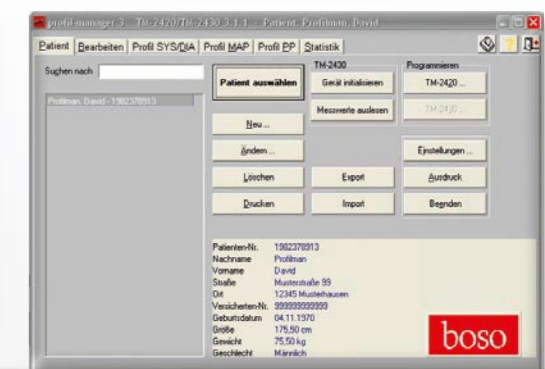 profil-manager 3 TM-2420/TM-2430 3.1.1 - Patient: Profilman, David
Patient Bearbeiten Profil SYS/DIA Profil MAP Profil PP Statistik
Suchen nach
Profilman, David - 1982378913
Patient auswählen
Neu ...
Ändern ...
Löschen
Drucken
TM-2430
Gerät initialisieren
Messwerte auslesen
Export
Import
Programmieren
TM-2420 ...
TM-2420 ...
Einstellungen ...
Ausdruck
Beenden
Patienten-Nr. 1982378913
Nachname Profilman
Vorname David
Straße Musterstraße 99
Ort 12345 Musterhausen
Versicherten-Nr. 999999999999
Geburtsdatum 04.11.1970
Größe 175,50 cm
Gewicht 75,50 kg
Geschlecht Männlich
boso